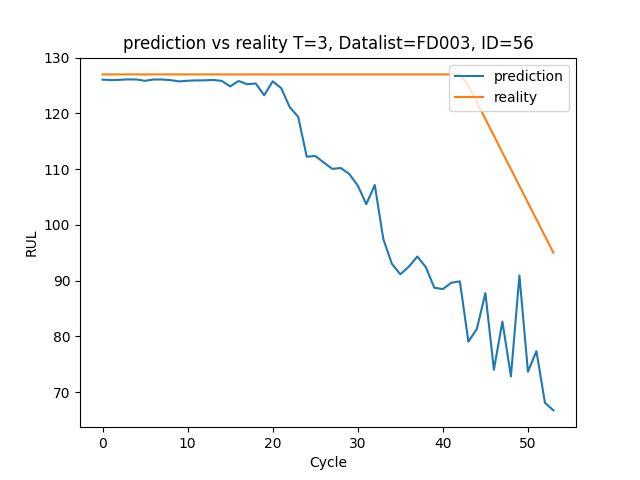 prediction vs reality T=3, Datalist=FD003, ID=56
prediction
reality
130
120
110
100
90
80
70
RUL
0 10 20 30 40 50
Cycle